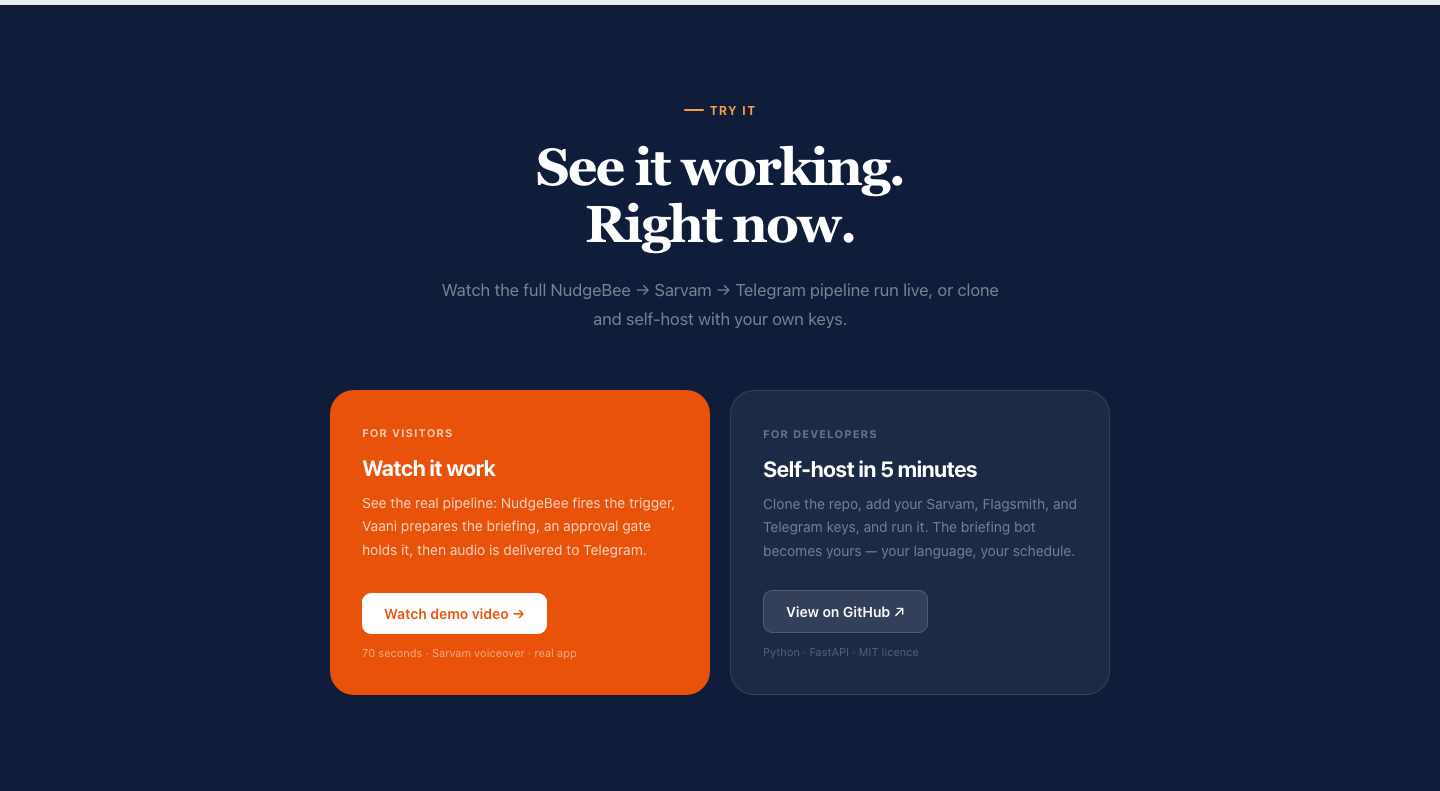 TRY IT
See it working.
Right now.
Watch the full NudgeBee → Sarvam → Telegram pipeline run live, or clone
and self-host with your own keys.
FOR VISITORS
Watch it work
See the real pipeline: NudgeBee fires the trigger,
Vaani prepares the briefing, an approval gate
holds it, then audio is delivered to Telegram.
Watch demo video →
70 seconds · Sarvam voiceover · real app
FOR DEVELOPERS
Self-host in 5 minutes
Clone the repo, add your Sarvam, Flagsmith, and
Telegram keys, and run it. The briefing bot
becomes yours — your language, your schedule.
View on GitHub ↗
Python · FastAPI · MIT licence